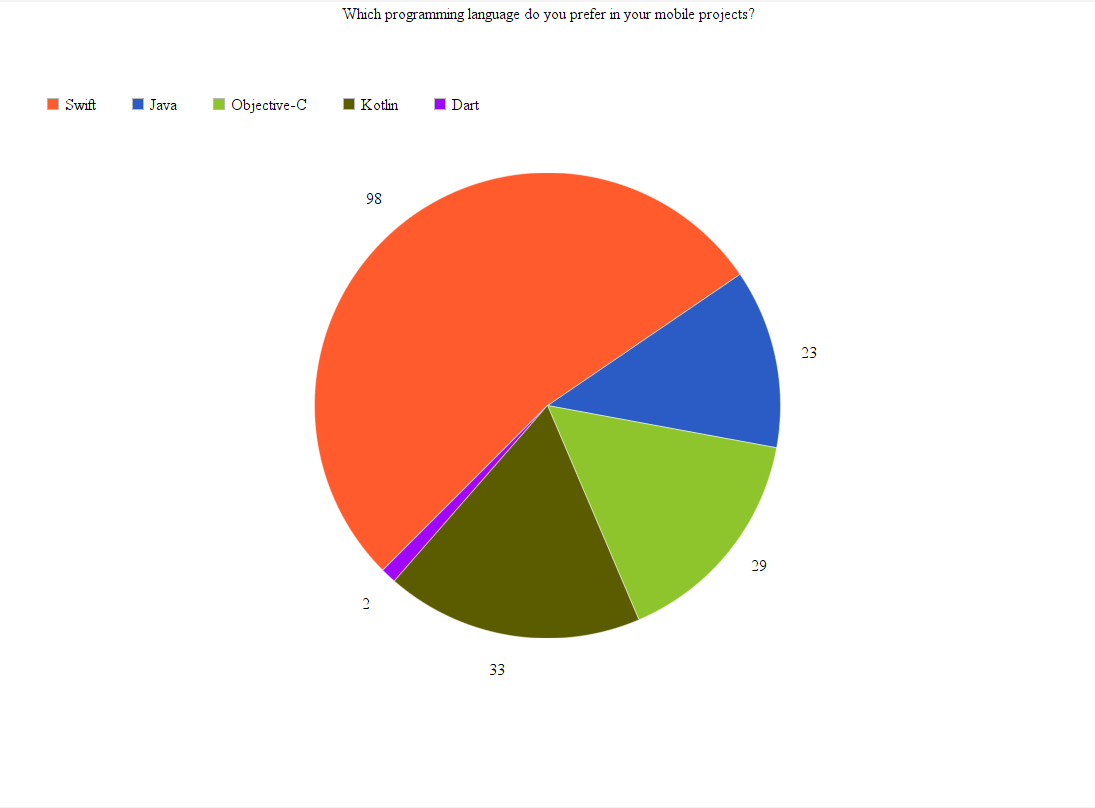 Which programming language do you prefer in your mobile projects?
Swift Java Objective-C Kotlin Dart
98
23
29
2
33